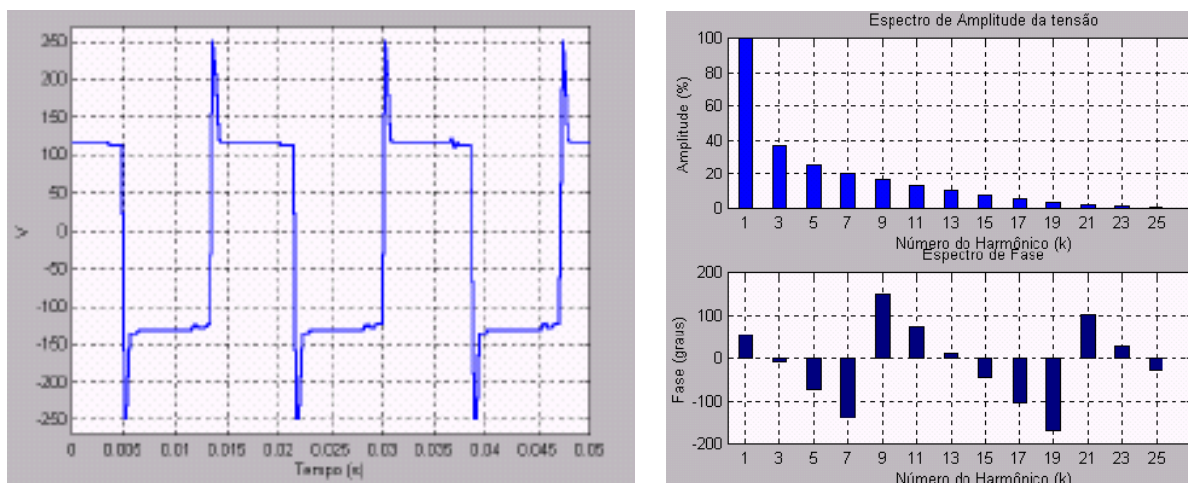 250
200
150
100
50
0
-50
-100
-150
-200
-250
V
0 0.005 0.01 0.015 0.02 0.025 0.03 0.035 0.04 0.045 0.05
Tempo (s)
Espectro de Amplitude da tensão
100
80
60
40
20
0
Amplitude (%)
1 3 5 7 9 11 13 15 17 19 21 23 25
Número do Harmônico (k)
Espectro de Fase
200
100
0
-100
-200
Fase (graus)
1 3 5 7 9 11 13 15 17 19 21 23 25
Número do Harmônico (k)